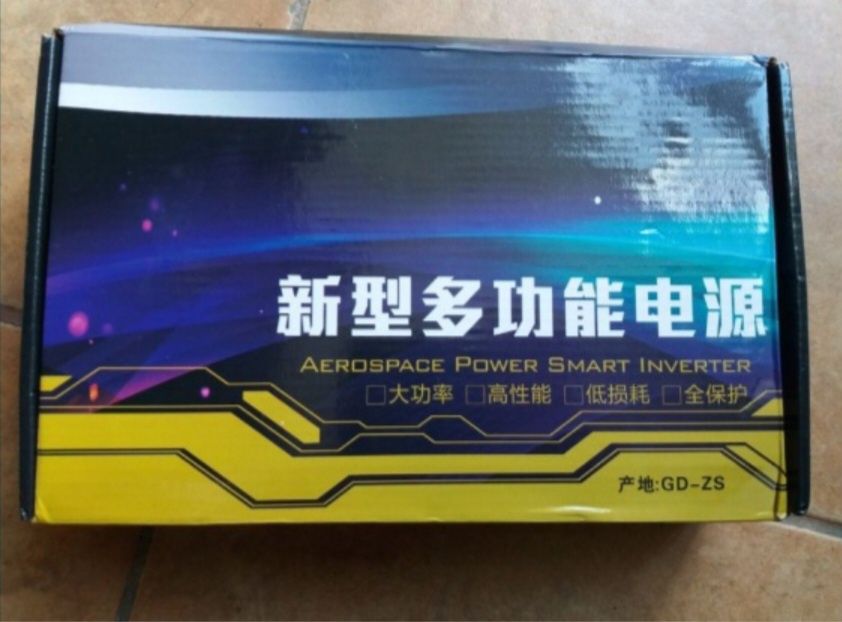 新型多功能电源
AEROSPACE POWER SMART INVERTER
□大功率 □高性能 □低损耗 □全保护
产地:GD-ZS